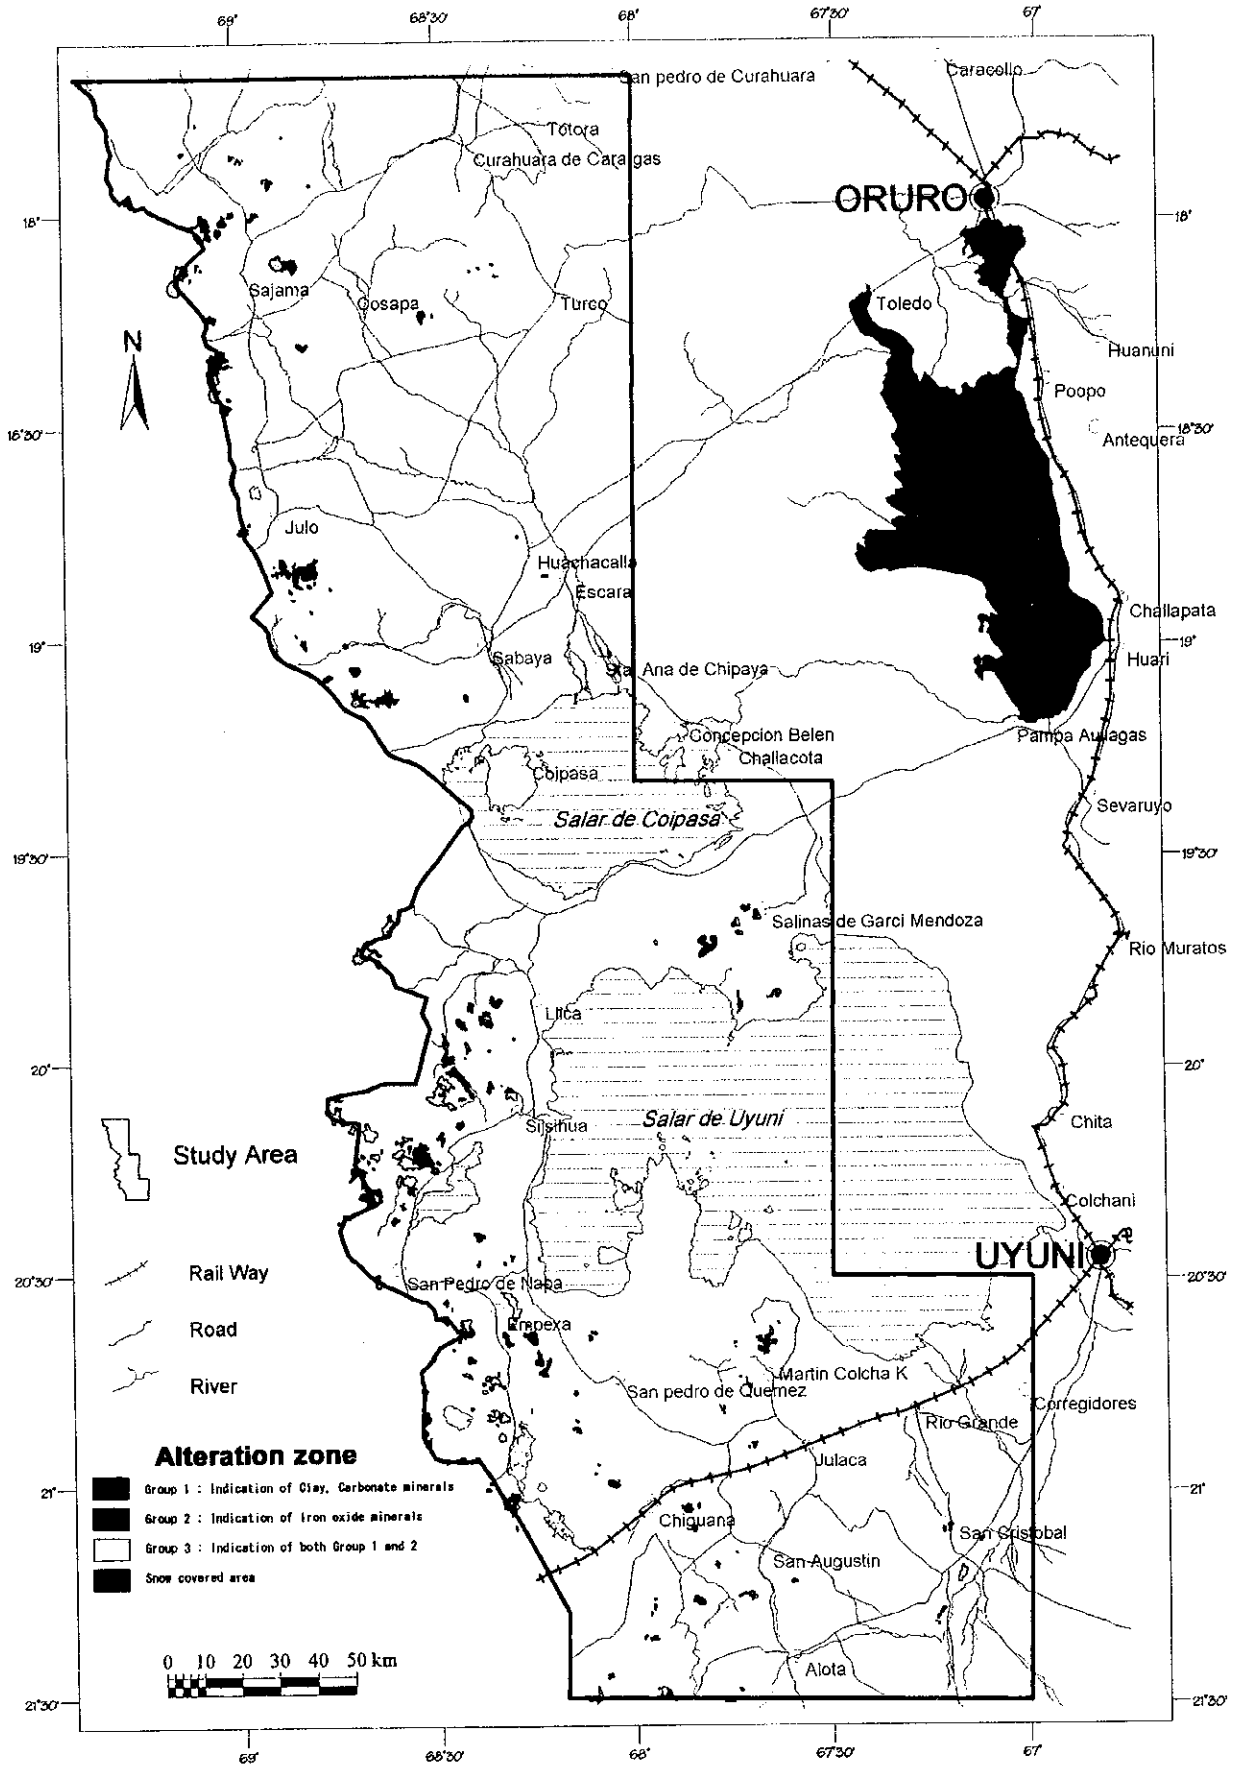 69° 68°30' 68° 67°30' 67°
San pedro de Curahuara
Caracollo
Totora
Curahuara de Carangas
ORURO
18° 18°
Sajama
Cosapa
Turco
Toledo
N
Huanuni
Poopo
18°30' 18°30'
Antequera
Julo
Huachacalla
Escara
Challapata
19° 19°
Sabaya
Sta Ana de Chipaya
Huari
Concepcion Belen
Pampa Aullagas
Challacota
Coipasa
Salar de Coipasa
Sevaruyo
19°30' 19°30'
Salinas de Garci Mendoza
Rio Muratos
Llica
20° 20°
Salar de Uyuni
Chita
Sisihua
Study Area
Colchani
UYUNI
Rail Way
20°30' 20°30'
San Pedro de Napa
Road
Empexa
River
Martin Colcha K
San pedro de Quemez
Corregidores
Rio Grande
Alteration zone
Julaca
Group 1 : Indication of Clay, Carbonate minerals
21° 21°
Group 2 : Indication of Iron oxide minerals
Chiguana
San Cristobal
Group 3 : Indication of both Group 1 and 2
San Augustin
Snow covered area
0 10 20 30 40 50 km
Alota
21°30' 21°30'
69° 68°30' 68° 67°30' 67°